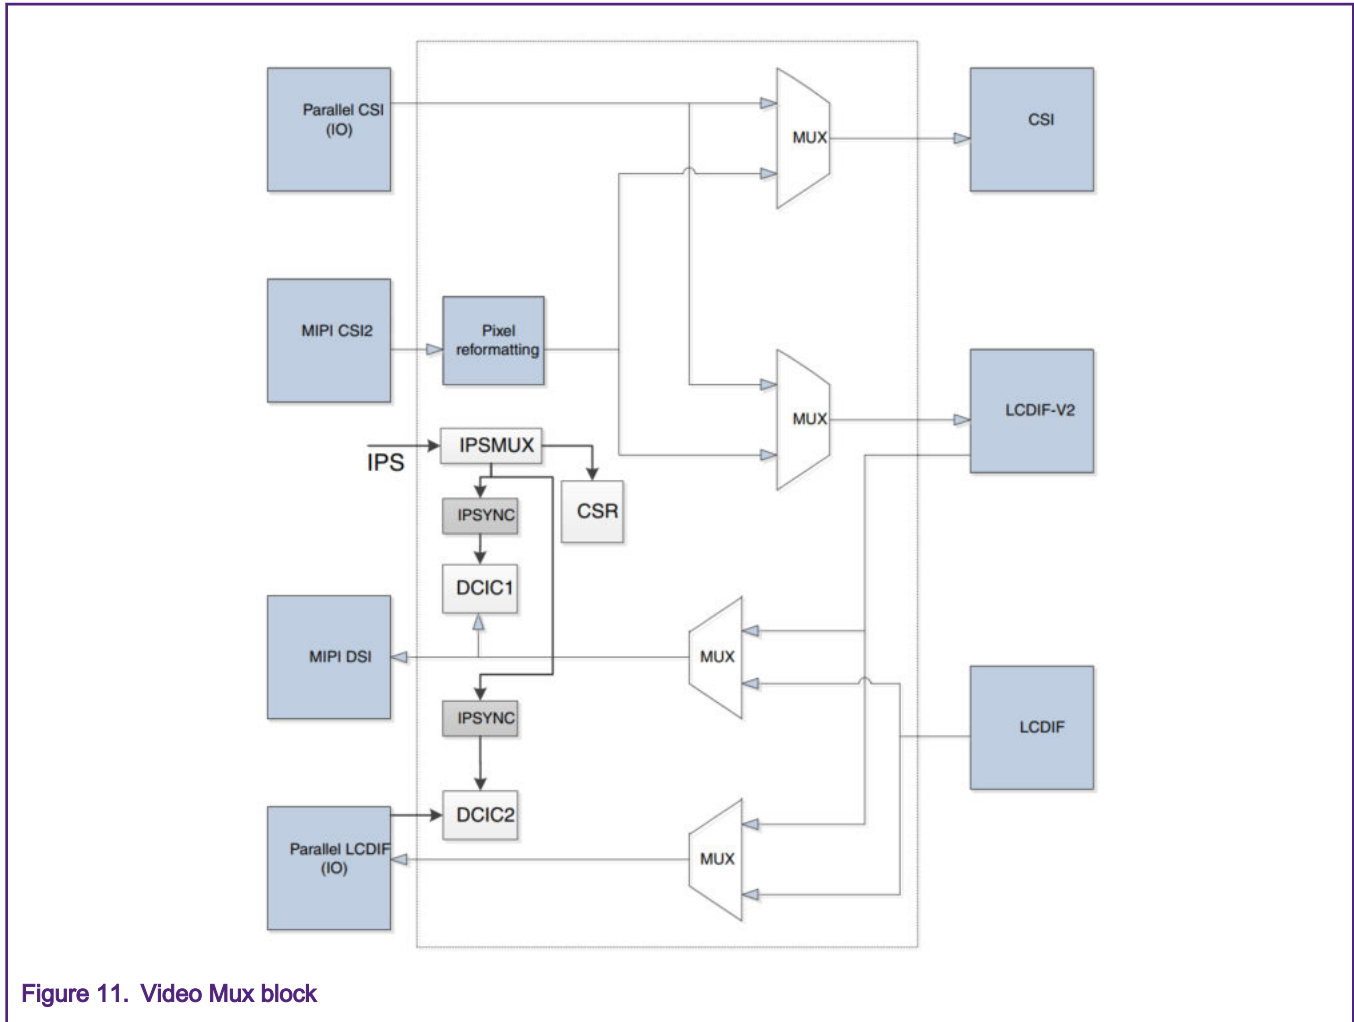 Parallel CSI
(IO)
MUX
CSI
MIPI CSI2
Pixel
reformatting
MUX
LCDIF-V2
IPS
IPSMUX
CSR
IPSYNC
DCIC1
MIPI DSI
MUX
LCDIF
IPSYNC
DCIC2
Parallel LCDIF
(IO)
MUX
Figure 11. Video Mux block